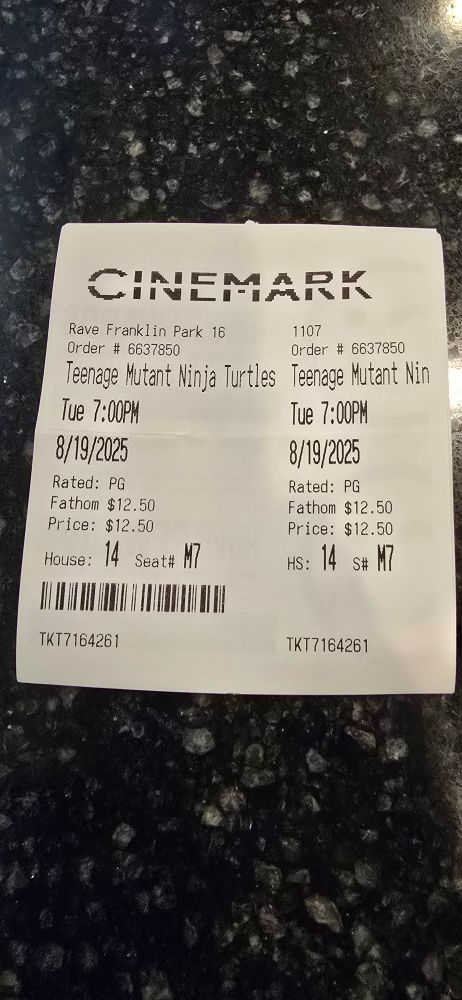 CINEMARK
Rave Franklin Park 16 1107
Order # 6637850 Order # 6637850
Teenage Mutant Ninja Turtles Teenage Mutant Nin
Tue 7:00PM Tue 7:00PM
8/19/2025 8/19/2025
Rated: PG Rated: PG
Fathom $12.50 Fathom $12.50
Price: $12.50 Price: $12.50
House: 14 Seat# M7 HS: 14 S# M7
TKT7164261 TKT7164261